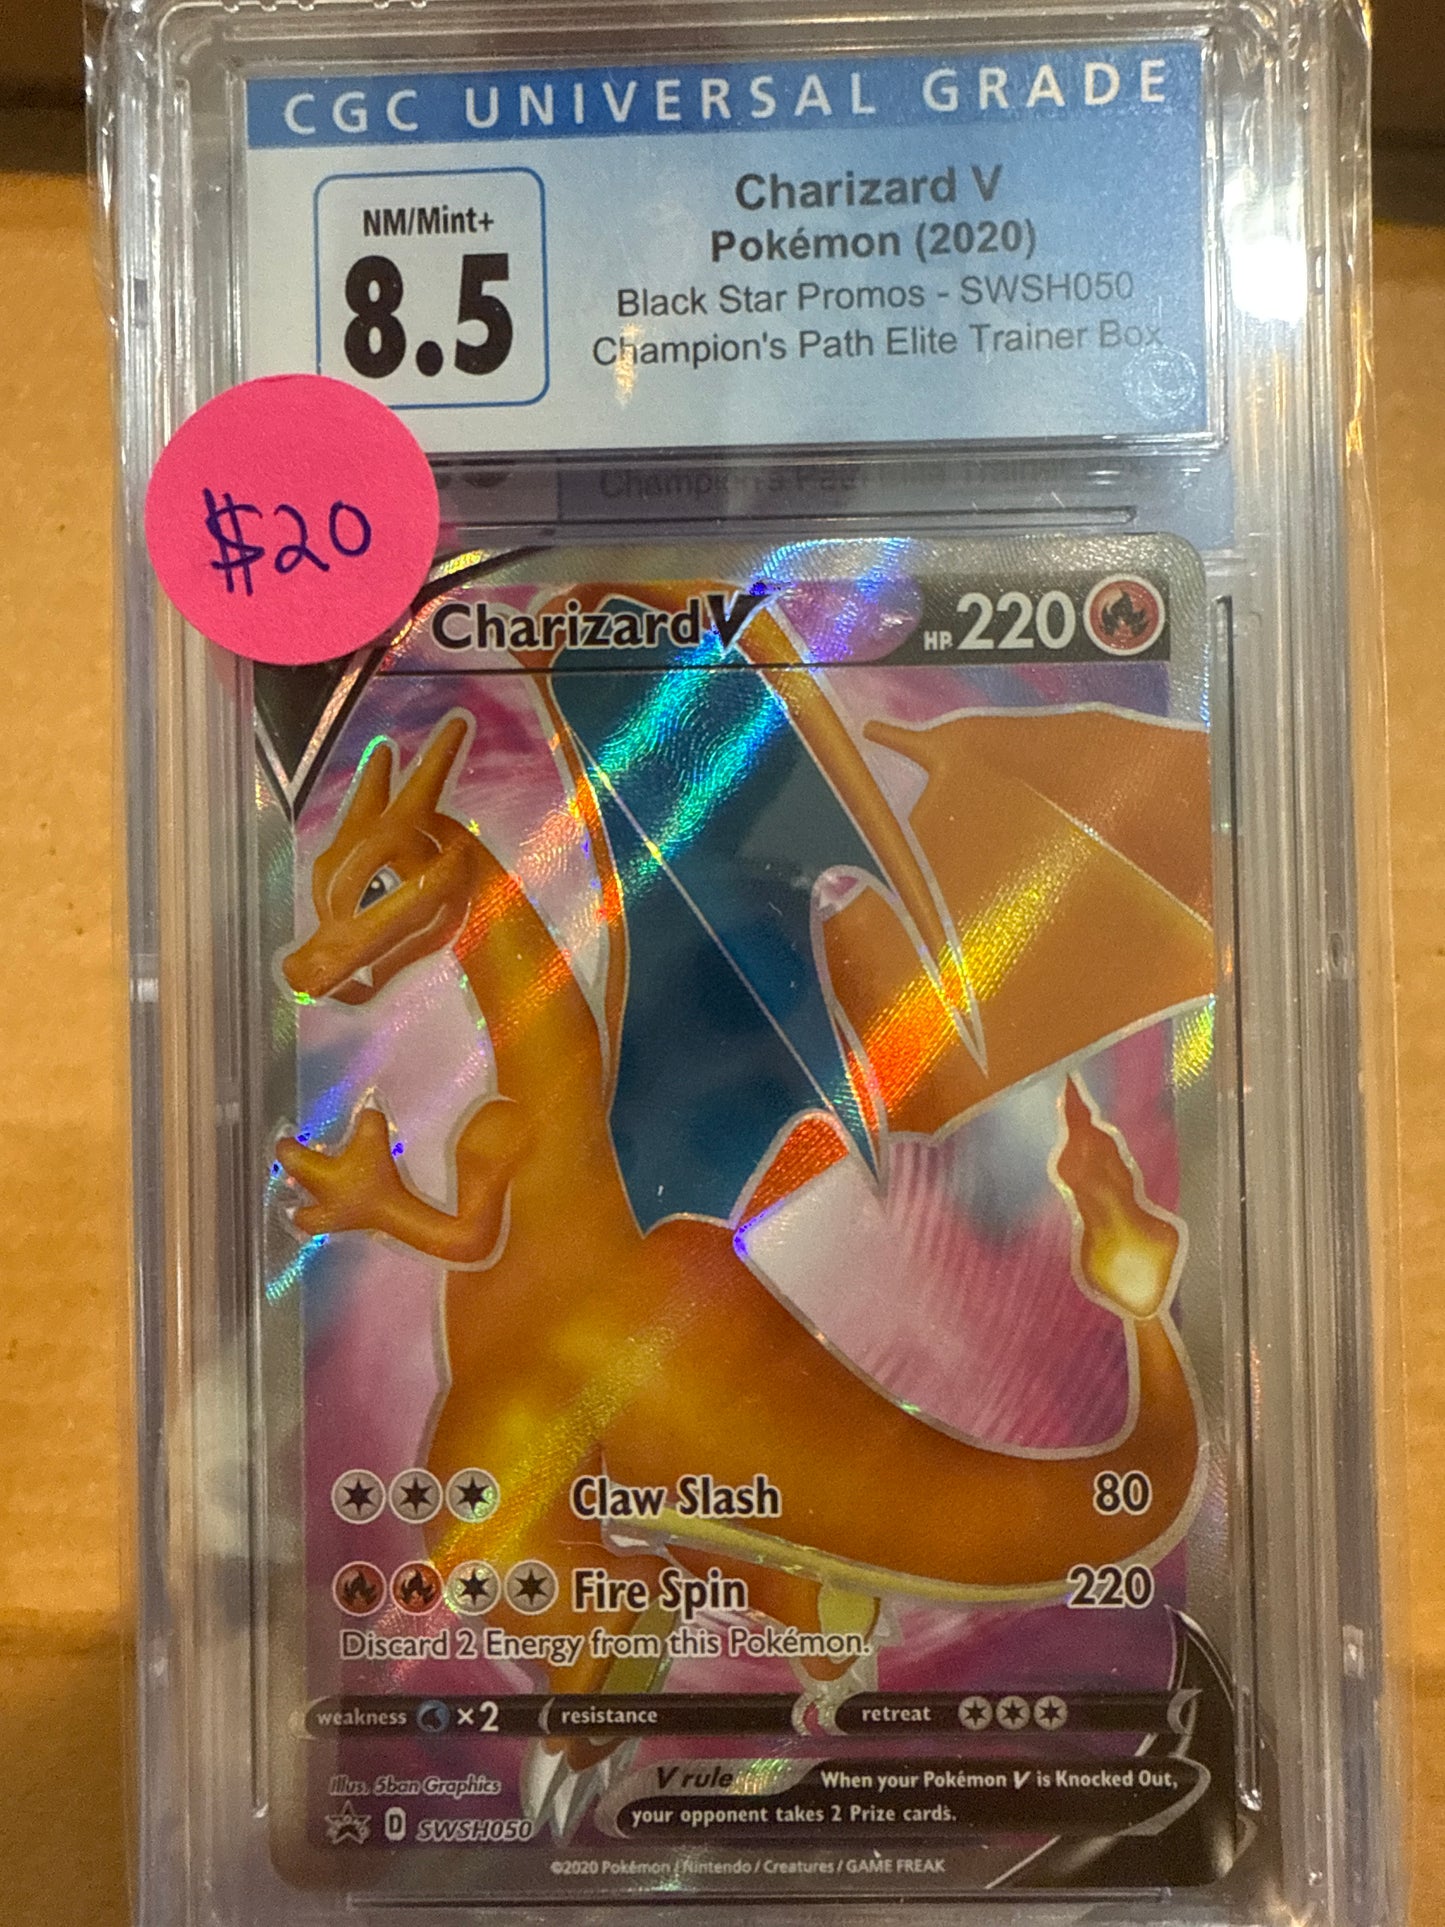 CGC UNIVERSAL GRADE
NM/Mint+
8.5
Charizard V
Pokémon (2020)
Black Star Promos - SWSH050
Champion's Path Elite Trainer Box
$20
Charizard V
HP 220
Claw Slash 80
Fire Spin 220
Discard 2 Energy from this Pokémon.
weakness ×2 resistance retreat
Illus. 5ban Graphics
D SWSH050
V rule When your Pokémon V is Knocked Out,
your opponent takes 2 Prize cards.
©2020 Pokémon / Nintendo / Creatures / GAME FREAK